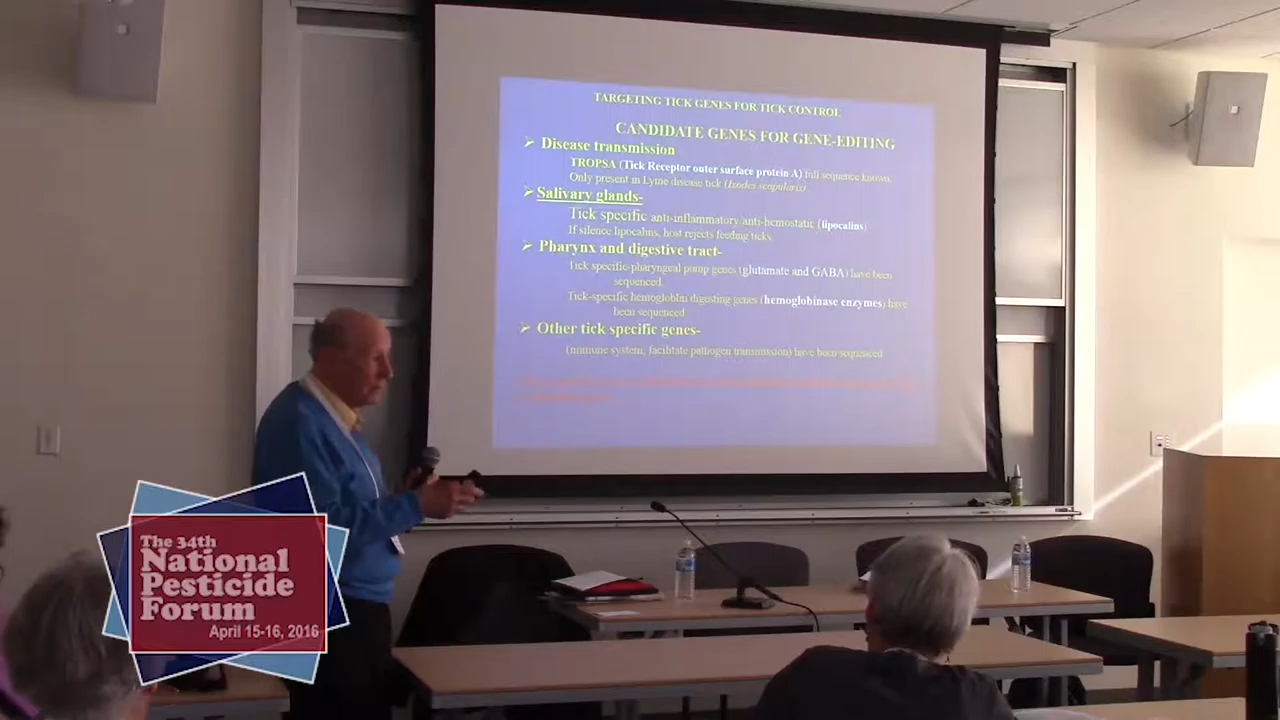 TARGETING TICK GENES FOR TICK CONTROL
CANDIDATE GENES FOR GENE-EDITING
➢ Disease transmission
TROPSA (Tick Receptor outer surface protein A) full sequence known.
Only present in Lyme disease tick (Ixodes scapularis)
➢ Salivary glands-
Tick specific anti-inflammatory/anti-hemostatic (lipocalins)
If silence lipocalins, host rejects feeding ticks
➢ Pharynx and digestive tract-
Tick specific-pharyngeal pump genes (glutamate and GABA) have been
sequenced.
Tick-specific hemoglobin digesting genes (hemoglobinase enzymes) have
been sequenced
➢ Other tick specific genes-
(immune system, facilitate pathogen transmission) have been sequenced
The 34th
National
Pesticide
Forum
April 15-16, 2016